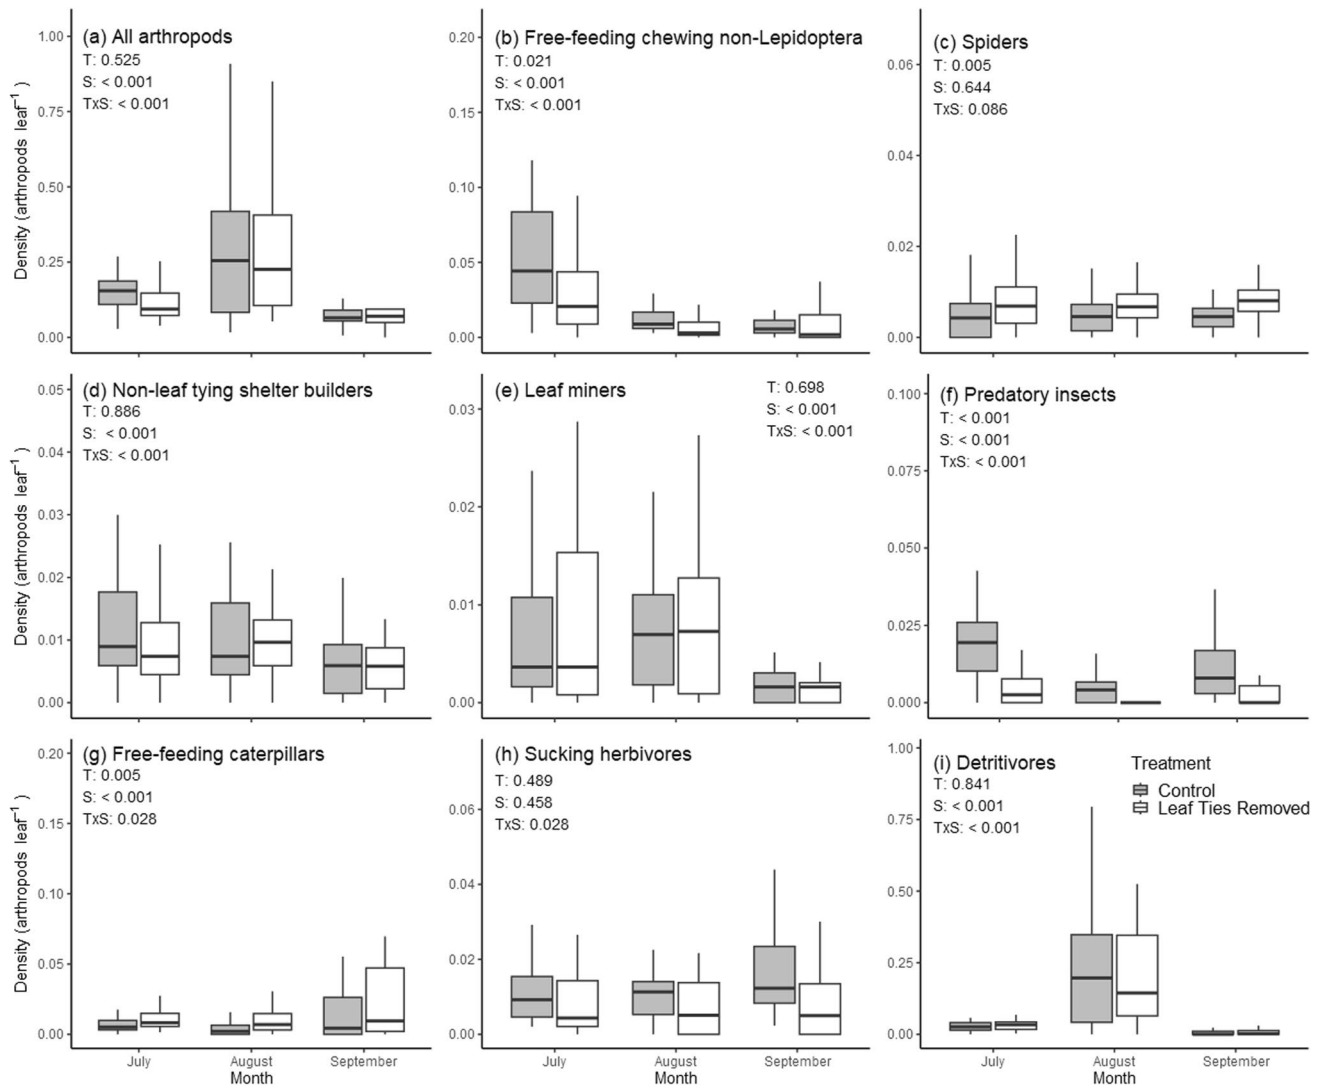 (a) All arthropods
T: 0.525
S: < 0.001
TxS: < 0.001
1.00
0.75
0.50
0.25
0.00
Density (arthropods leaf⁻¹ )
(b) Free-feeding chewing non-Lepidoptera
T: 0.021
S: < 0.001
TxS: < 0.001
0.20
0.15
0.10
0.05
0.00
(c) Spiders
T: 0.005
S: 0.644
TxS: 0.086
0.06
0.04
0.02
0.00
(d) Non-leaf tying shelter builders
T: 0.886
S: < 0.001
TxS: < 0.001
0.05
0.04
0.03
0.02
0.01
0.00
Density (arthropods leaf⁻¹ )
(e) Leaf miners
T: 0.698
S: < 0.001
TxS: < 0.001
0.03
0.02
0.01
0.00
(f) Predatory insects
T: < 0.001
S: < 0.001
TxS: < 0.001
0.100
0.075
0.050
0.025
0.000
(g) Free-feeding caterpillars
T: 0.005
S: < 0.001
TxS: 0.028
0.20
0.15
0.10
0.05
0.00
Density (arthropods leaf⁻¹ )
July August September
Month
(h) Sucking herbivores
T: 0.489
S: 0.458
TxS: 0.028
0.06
0.04
0.02
0.00
July August September
Month
(i) Detritivores
T: 0.841
S: < 0.001
TxS: < 0.001
1.00
0.75
0.50
0.25
0.00
Treatment
Control
Leaf Ties Removed
July August September
Month